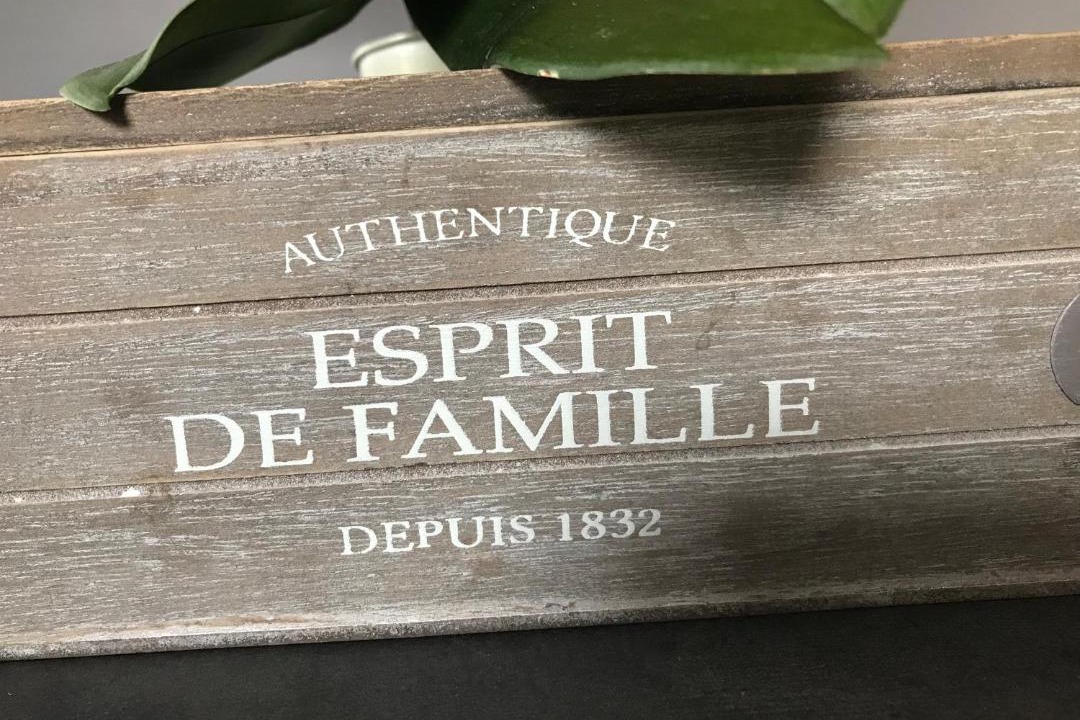 AUTHENTIQUE
ESPRIT
DE FAMILLE
DEPUIS 1832